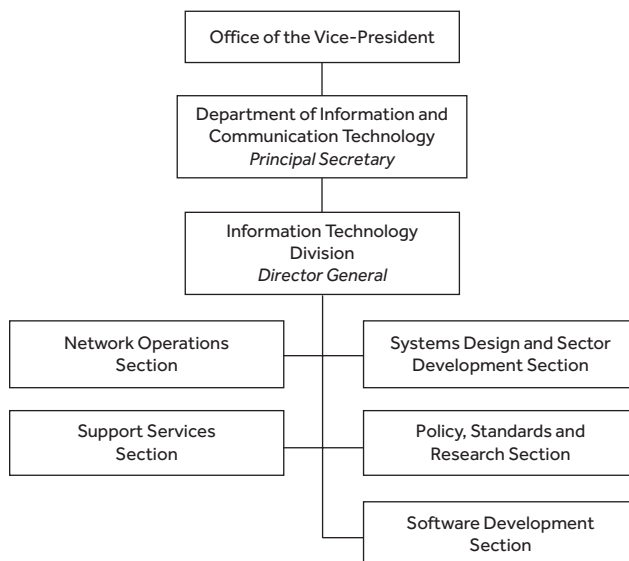 Office of the Vice-President
Department of Information and
Communication Technology
Principal Secretary
Information Technology
Division
Director General
Network Operations
Section
Systems Design and Sector
Development Section
Support Services
Section
Policy, Standards and
Research Section
Software Development
Section